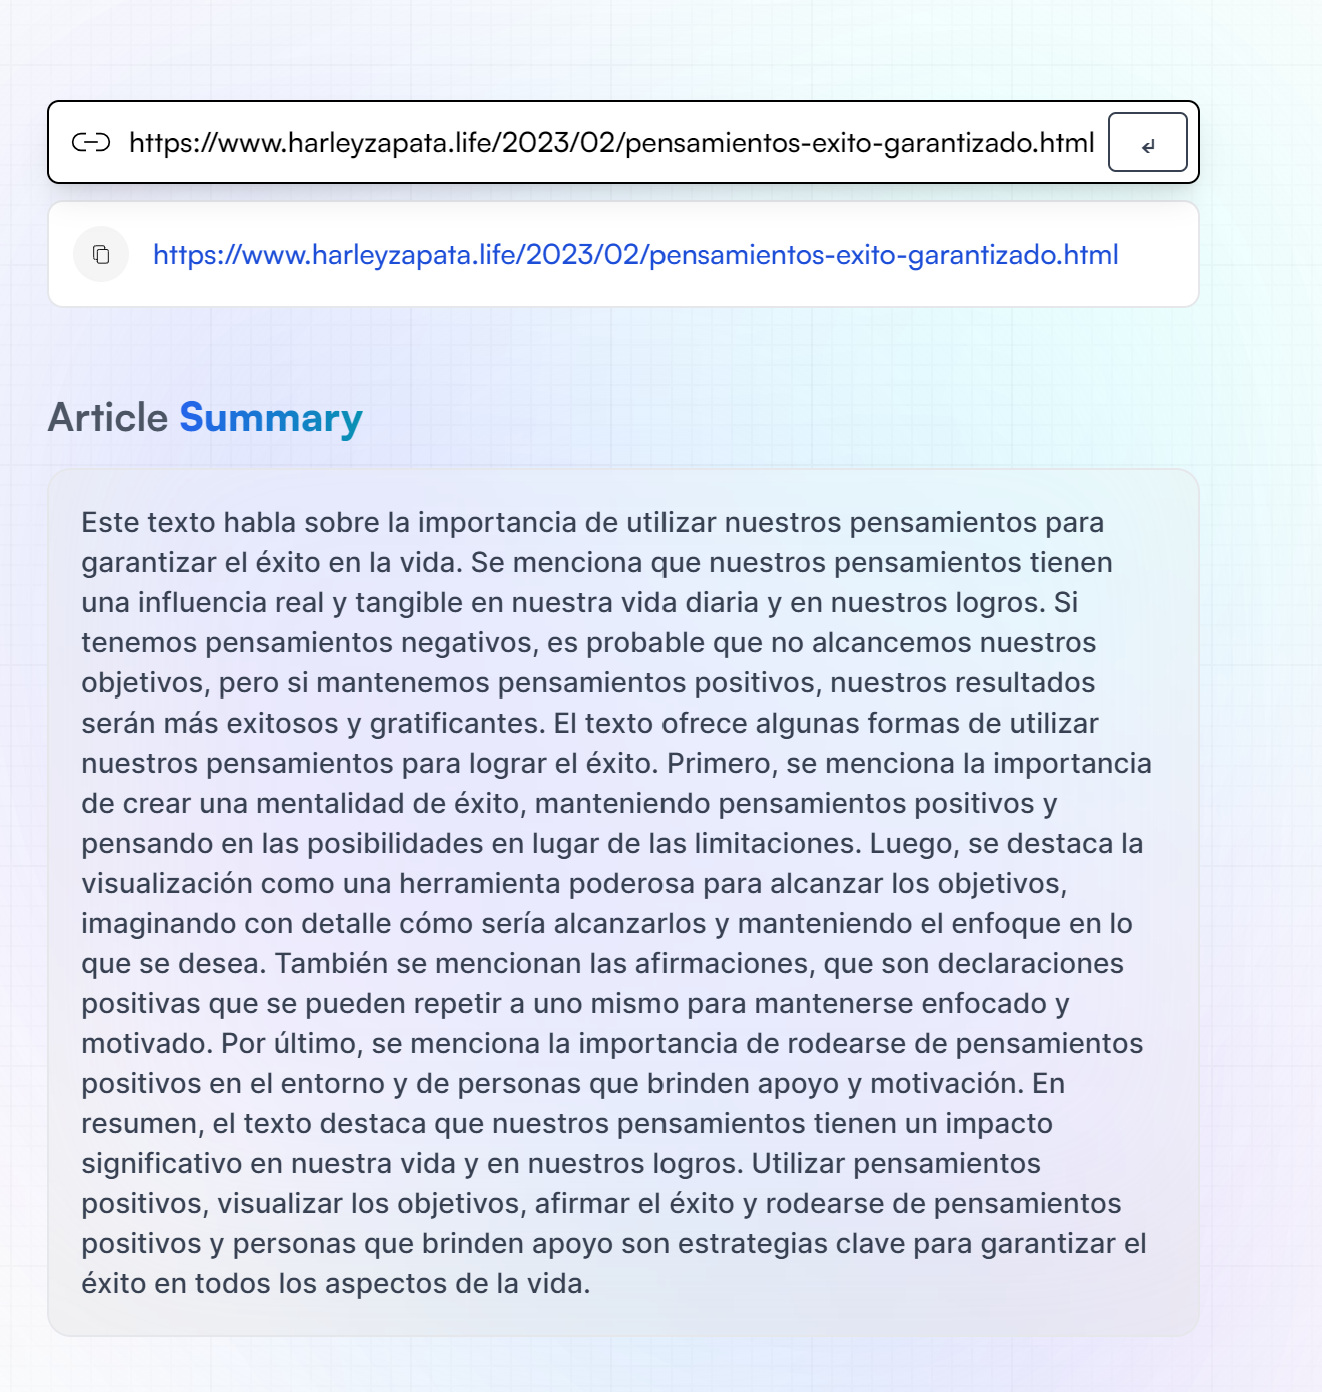 https://www.harleyzapata.life/2023/02/pensamientos-exito-garantizado.html
https://www.harleyzapata.life/2023/02/pensamientos-exito-garantizado.html
Article Summary
Este texto habla sobre la importancia de utilizar nuestros pensamientos para
garantizar el éxito en la vida. Se menciona que nuestros pensamientos tienen
una influencia real y tangible en nuestra vida diaria y en nuestros logros. Si
tenemos pensamientos negativos, es probable que no alcancemos nuestros
objetivos, pero si mantenemos pensamientos positivos, nuestros resultados
serán más exitosos y gratificantes. El texto ofrece algunas formas de utilizar
nuestros pensamientos para lograr el éxito. Primero, se menciona la importancia
de crear una mentalidad de éxito, manteniendo pensamientos positivos y
pensando en las posibilidades en lugar de las limitaciones. Luego, se destaca la
visualización como una herramienta poderosa para alcanzar los objetivos,
imaginando con detalle cómo sería alcanzarlos y manteniendo el enfoque en lo
que se desea. También se mencionan las afirmaciones, que son declaraciones
positivas que se pueden repetir a uno mismo para mantenerse enfocado y
motivado. Por último, se menciona la importancia de rodearse de pensamientos
positivos en el entorno y de personas que brinden apoyo y motivación. En
resumen, el texto destaca que nuestros pensamientos tienen un impacto
significativo en nuestra vida y en nuestros logros. Utilizar pensamientos
positivos, visualizar los objetivos, afirmar el éxito y rodearse de pensamientos
positivos y personas que brinden apoyo son estrategias clave para garantizar el
éxito en todos los aspectos de la vida.